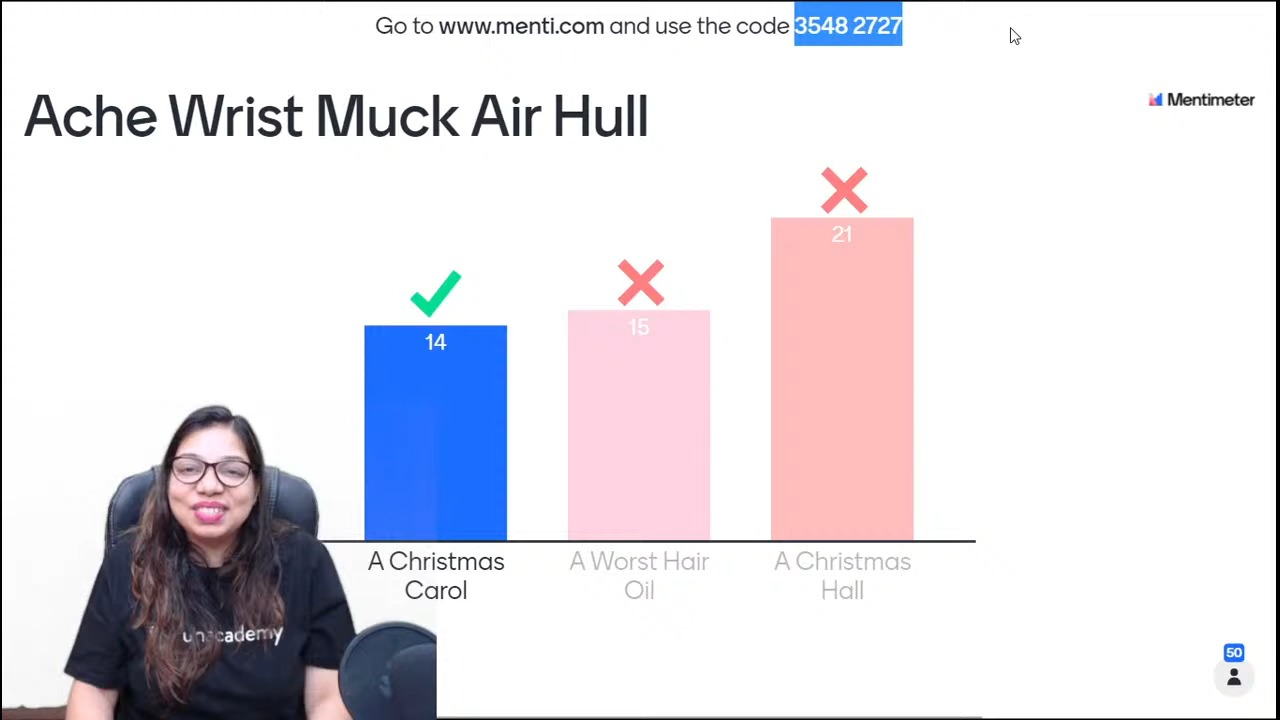 Go to www.menti.com and use the code 3548 2727
Ache Wrist Muck Air Hull
Mentimeter
14
15
21
A Christmas
Carol
A Worst Hair
Oil
A Christmas
Hall
unacademy
50